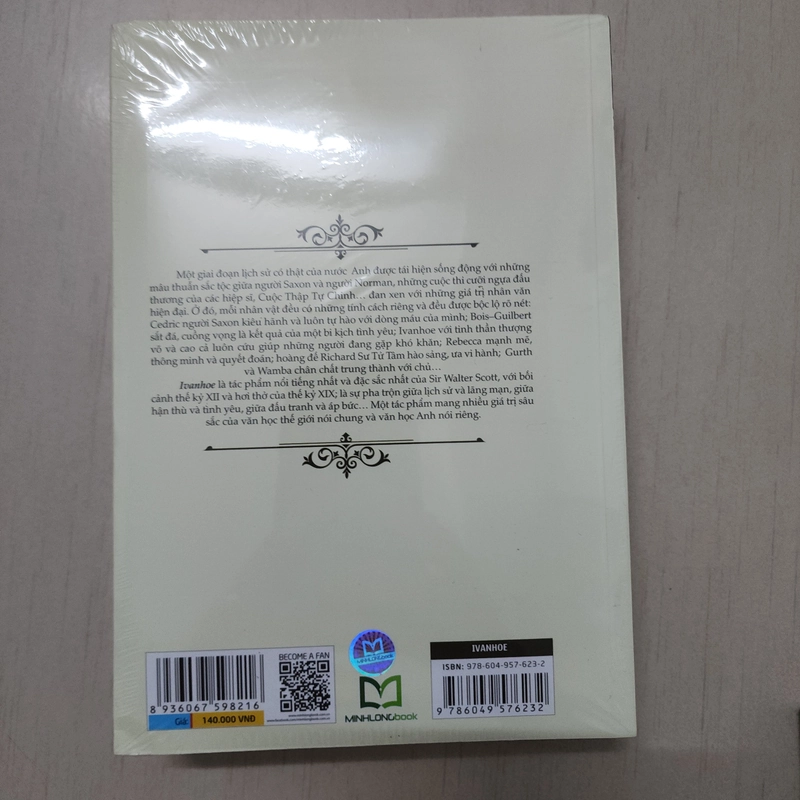 Một giai đoạn lịch sử có thật của nước Anh được tái hiện sống động với những
mâu thuẫn sắc tộc giữa người Saxon và người Norman, những cuộc thi cưỡi ngựa đấu
thương của các hiệp sĩ, Cuộc Thập Tự Chinh… đan xen với những giá trị nhân văn
hiện đại. Ở đó, mỗi nhân vật đều có những tính cách riêng và đều được bộc lộ rõ nét:
Cedric người Saxon kiêu hãnh và luôn tự hào với dòng máu của mình; Bois–Guilbert
sắt đá, cuồng vọng là kết quả của một bi kịch tình yêu; Ivanhoe với tinh thần thượng
võ và cao cả luôn cứu giúp những người đang gặp khó khăn; Rebecca mạnh mẽ,
thông minh và quyết đoán; hoàng đế Richard Sư Tử Tâm hào sảng, ưa vi hành; Gurth
và Wamba chân chất trung thành với chủ…
Ivanhoe là tác phẩm nổi tiếng nhất và đặc sắc nhất của Sir Walter Scott, với bối
cảnh thế kỷ XII và hơi thở của thế kỷ XIX; là sự pha trộn giữa lịch sử và lãng mạn, giữa
hận thù và tình yêu, giữa đấu tranh và áp bức… Một tác phẩm mang nhiều giá trị sâu
sắc của văn học thế giới nói chung và văn học Anh nói riêng.
BECOME A FAN
8 936067 598216
Giá: 140.000 VNĐ
MINHLONGbook
IVANHOE
ISBN: 978-604-957-623-2
9 786049 576232